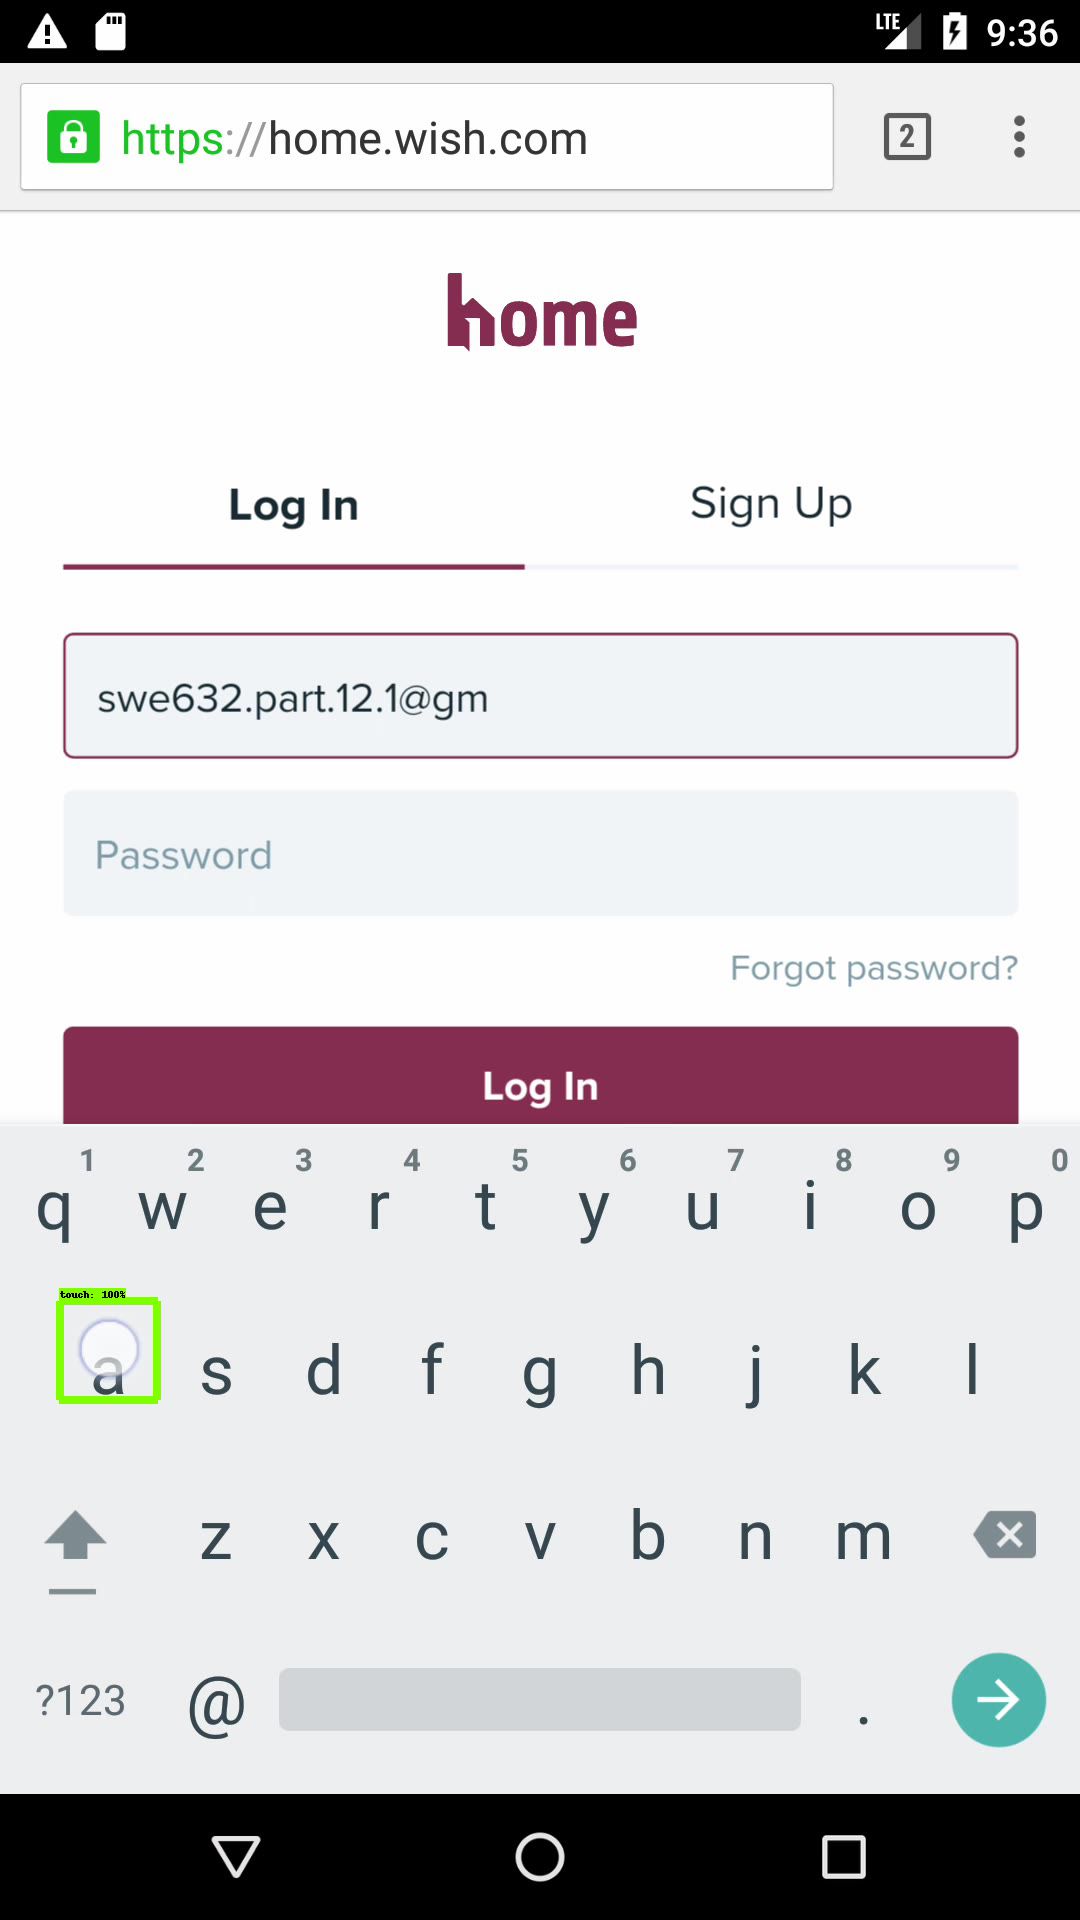 LTE 9:36
https://home.wish.com 2
home
Log In Sign Up
swe632.part.12.1@gm
Password
Forgot password?
Log In
1 2 3 4 5 6 7 8 9 0
q w e r t y u i o p
touch: 100%
a s d f g h j k l
z x c v b n m
?123 @ .